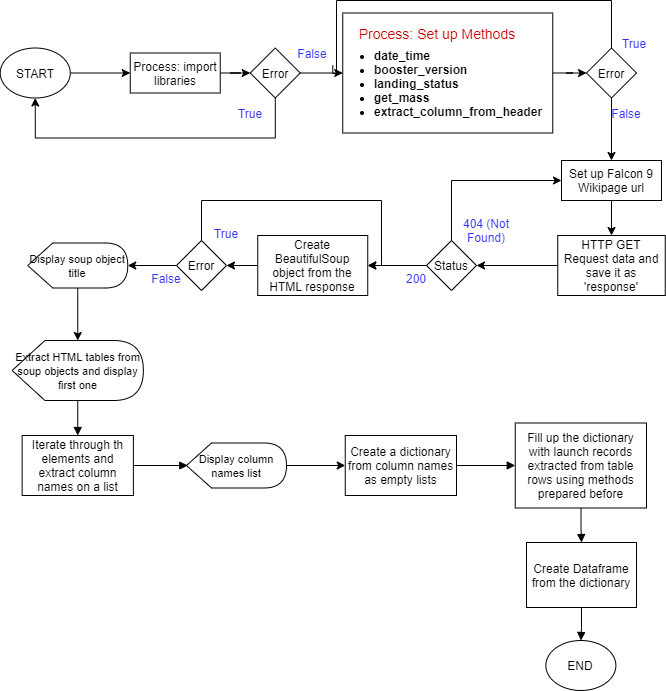 START
Process: import
libraries
Error
False
True
Process: Set up Methods
date_time
booster_version
landing_status
get_mass
extract_column_from_header
Error
True
False
Set up Falcon 9
Wikipage url
HTTP GET
Request data and
save it as
'response'
Status
404 (Not
Found)
200
Create
BeautifulSoup
object from the
HTML response
Error
True
False
Display soup object
title
Extract HTML tables from
soup objects and display
first one
Iterate through th
elements and
extract column
names on a list
Display column
names list
Create a dictionary
from column names
as empty lists
Fill up the dictionary
with launch records
extracted from table
rows using methods
prepared before
Create Dataframe
from the dictionary
END